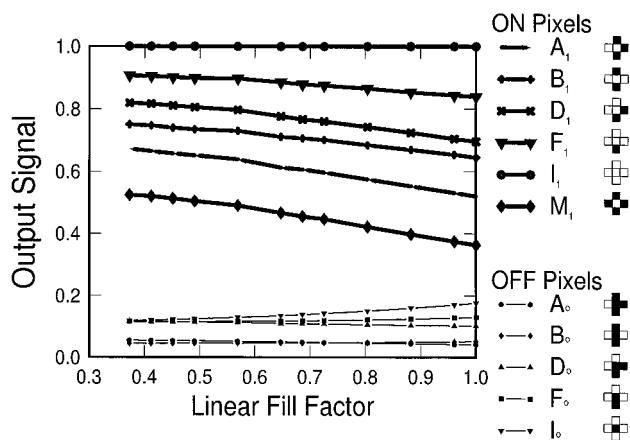 ON Pixels
A₁
B₁
D₁
F₁
I₁
M₁
OFF Pixels
A₀
B₀
D₀
F₀
I₀
Output Signal
1.0
0.8
0.6
0.4
0.2
0.0
0.3 0.4 0.5 0.6 0.7 0.8 0.9 1.0
Linear Fill Factor